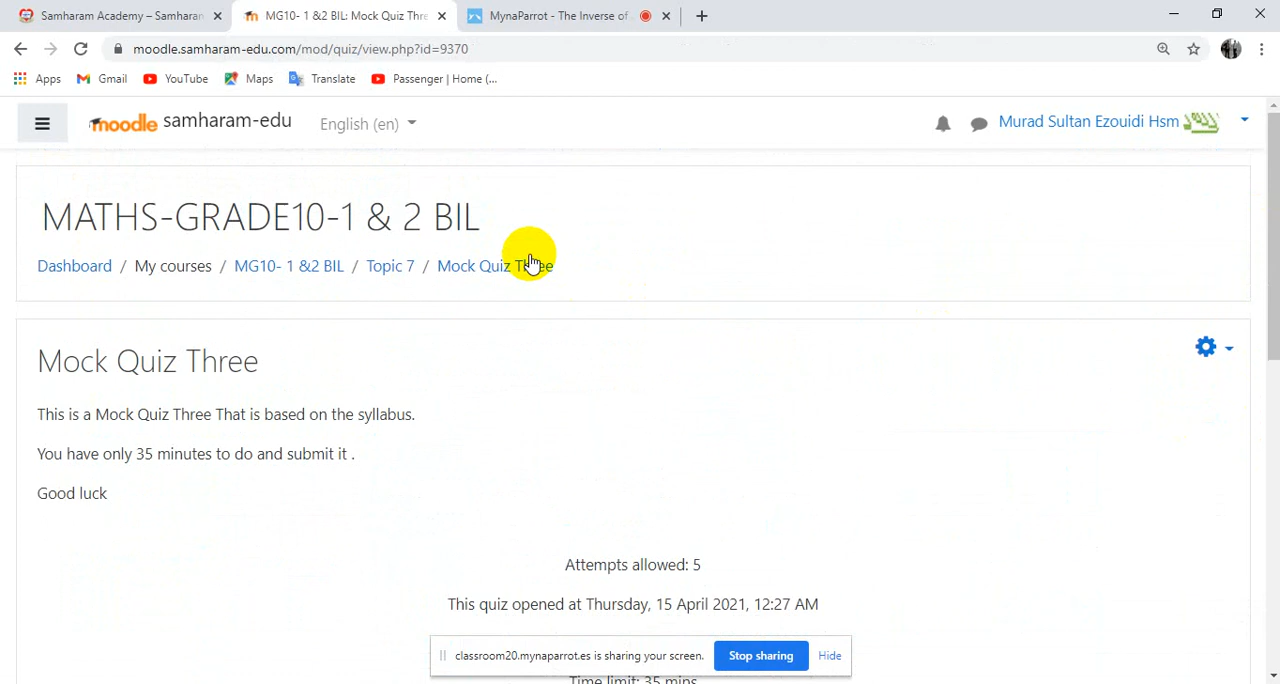 Samharam Academy – Samharan
MG10- 1 &2 BIL: Mock Quiz Thre
MynaParrot - The Inverse of
moodle.samharam-edu.com/mod/quiz/view.php?id=9370
Apps Gmail YouTube Maps Translate Passenger | Home (...
moodle samharam-edu English (en) Murad Sultan Ezouidi Hsm
MATHS-GRADE10-1 & 2 BIL
Dashboard / My courses / MG10- 1 &2 BIL / Topic 7 / Mock Quiz Three
Mock Quiz Three
This is a Mock Quiz Three That is based on the syllabus.
You have only 35 minutes to do and submit it .
Good luck
Attempts allowed: 5
This quiz opened at Thursday, 15 April 2021, 12:27 AM
classroom20.mynaparrot.es is sharing your screen. Stop sharing Hide
Time limit: 35 mins